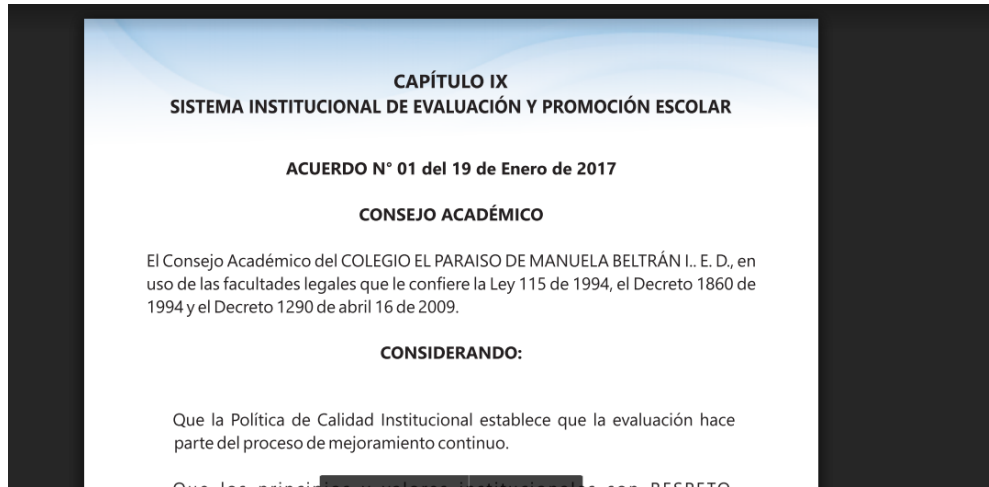 CAPÍTULO IX
SISTEMA INSTITUCIONAL DE EVALUACIÓN Y PROMOCIÓN ESCOLAR
ACUERDO N° 01 del 19 de Enero de 2017
CONSEJO ACADÉMICO
El Consejo Académico del COLEGIO EL PARAISO DE MANUELA BELTRÁN I.. E. D., en
uso de las facultades legales que le confiere la Ley 115 de 1994, el Decreto 1860 de
1994 y el Decreto 1290 de abril 16 de 2009.
CONSIDERANDO:
Que la Política de Calidad Institucional establece que la evaluación hace
parte del proceso de mejoramiento continuo.